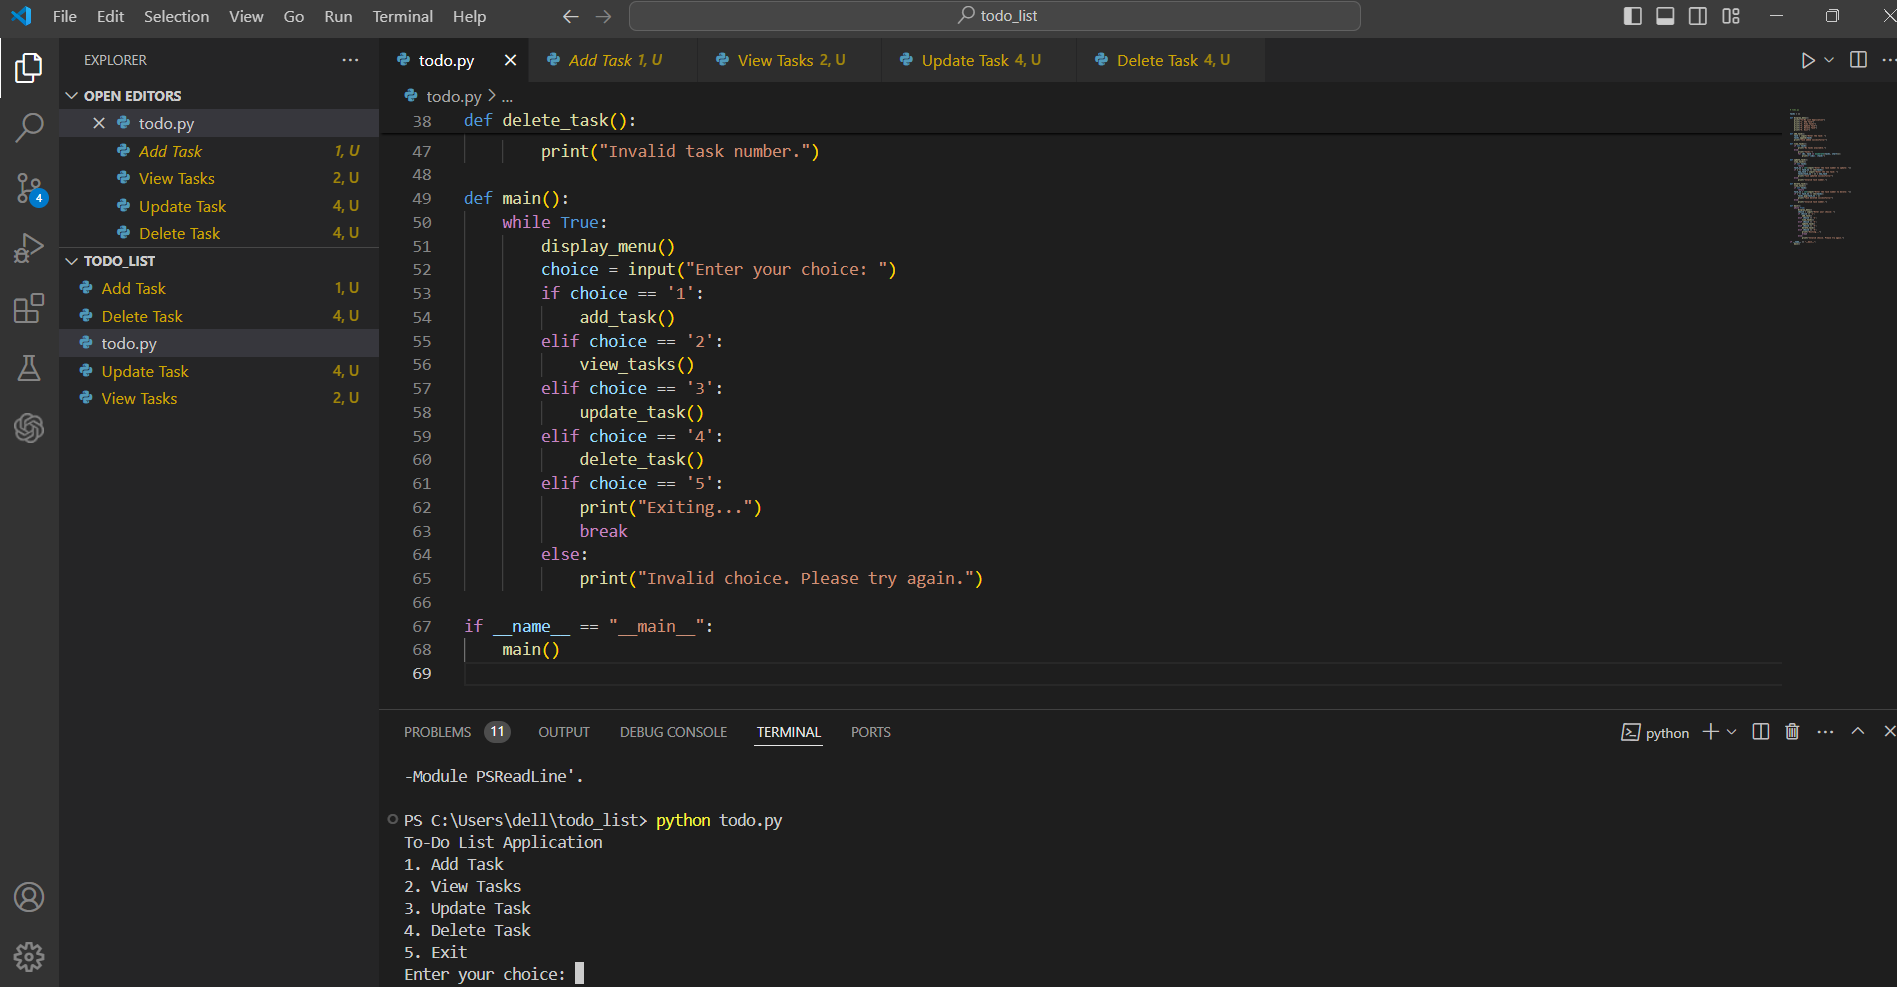 File Edit Selection View Go Run Terminal Help
todo_list
EXPLORER
OPEN EDITORS
todo.py
Add Task 1, U
View Tasks 2, U
Update Task 4, U
Delete Task 4, U
TODO_LIST
Add Task 1, U
Delete Task 4, U
todo.py
Update Task 4, U
View Tasks 2, U
4
todo.py Add Task 1, U View Tasks 2, U Update Task 4, U Delete Task 4, U
todo.py > ...
38 def delete_task():
47 print("Invalid task number.")
48
49 def main():
50 while True:
51 display_menu()
52 choice = input("Enter your choice: ")
53 if choice == '1':
54 add_task()
55 elif choice == '2':
56 view_tasks()
57 elif choice == '3':
58 update_task()
59 elif choice == '4':
60 delete_task()
61 elif choice == '5':
62 print("Exiting...")
63 break
64 else:
65 print("Invalid choice. Please try again.")
66
67 if __name__ == "__main__":
68 main()
69
PROBLEMS 11 OUTPUT DEBUG CONSOLE TERMINAL PORTS
python
-Module PSReadLine'.
PS C:\Users\dell\todo_list> python todo.py
To-Do List Application
1. Add Task
2. View Tasks
3. Update Task
4. Delete Task
5. Exit
Enter your choice: